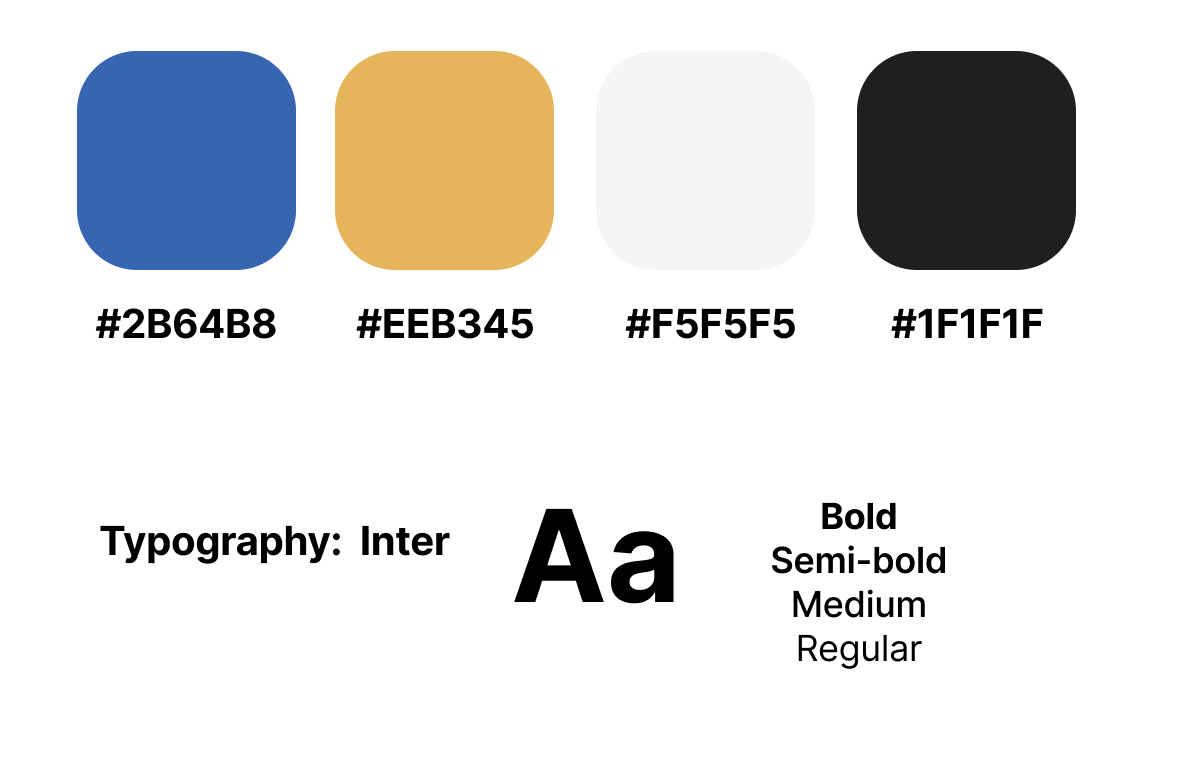 #2B64B8 #EEB345 #F5F5F5 #1F1F1F
Typography: Inter
Aa
Bold
Semi-bold
Medium
Regular